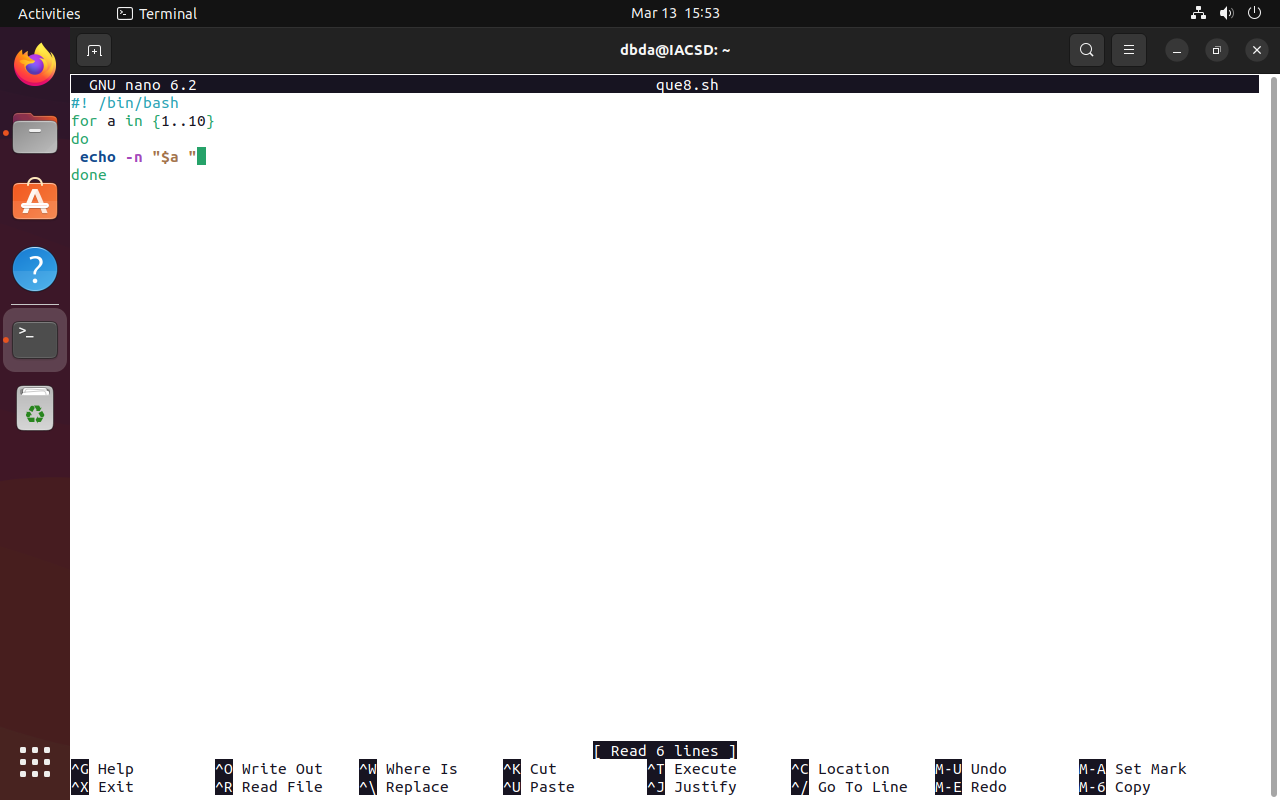 Activities Terminal Mar 13 15:53
dbda@IACSD: ~
GNU nano 6.2 que8.sh
#! /bin/bash
for a in {1..10}
do
 echo -n "$a "
done
[ Read 6 lines ]
^G Help ^O Write Out ^W Where Is ^K Cut ^T Execute ^C Location M-U Undo M-A Set Mark
^X Exit ^R Read File ^\ Replace ^U Paste ^J Justify ^/ Go To Line M-E Redo M-6 Copy